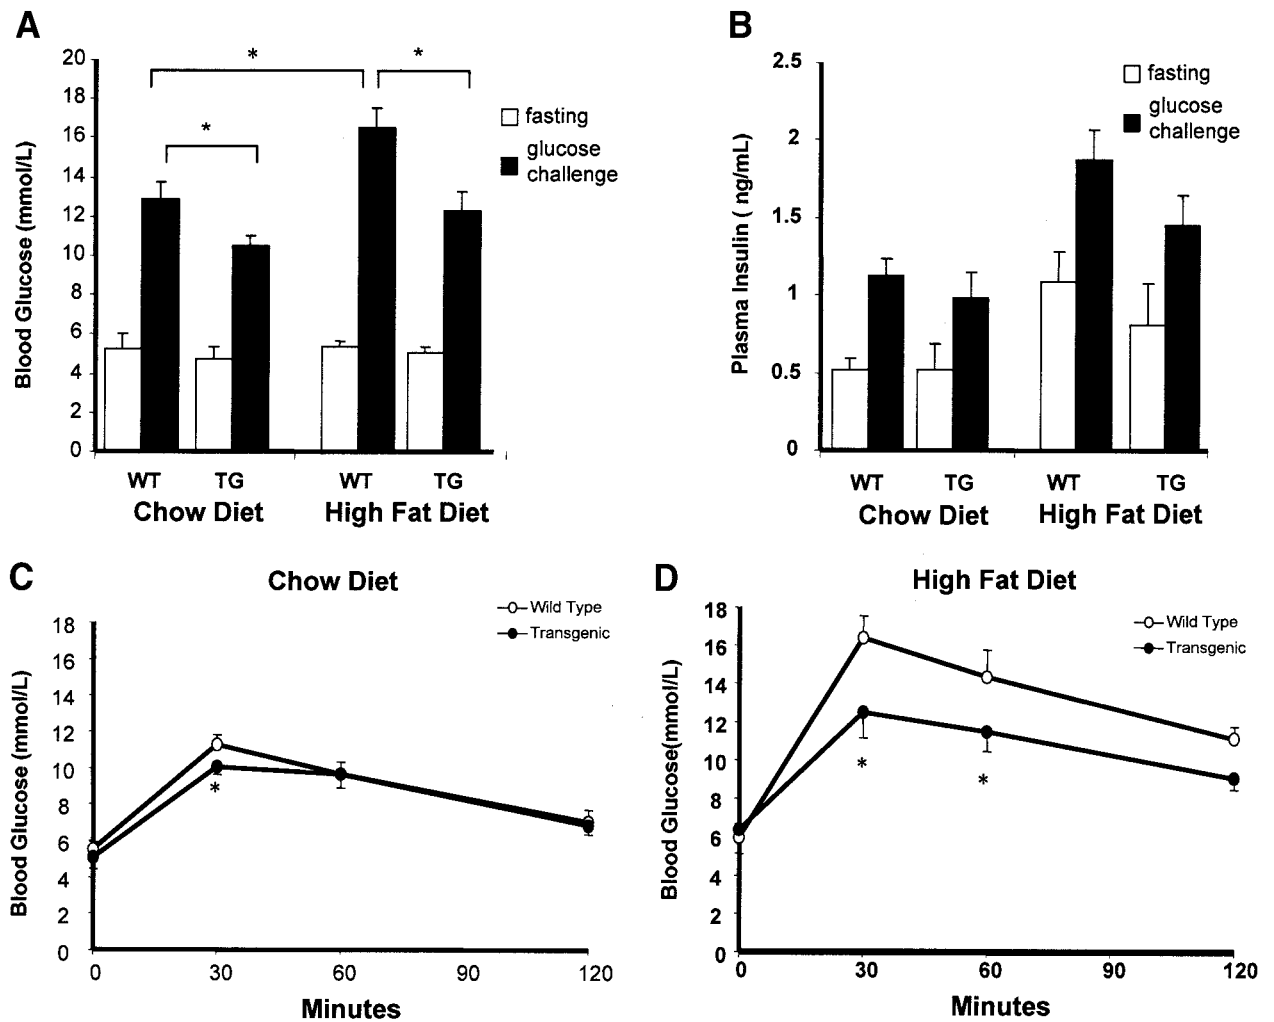 A
20
18
16
14
12
10
8
6
4
2
0
Blood Glucose (mmol/L)
*
*
*
fasting
glucose
challenge
WT TG WT TG
Chow Diet High Fat Diet
B
2.5
2
1.5
1
0.5
0
Plasma Insulin ( ng/mL)
fasting
glucose
challenge
WT TG WT TG
Chow Diet High Fat Diet
C
Chow Diet
Wild Type
Transgenic
18
16
14
12
10
8
6
4
2
0
Blood Glucose (mmol/L)
*
0 30 60 90 120
Minutes
D
High Fat Diet
Wild Type
Transgenic
18
16
14
12
10
8
6
4
2
0
Blood Glucose(mmol/L)
* *
0 30 60 90 120
Minutes